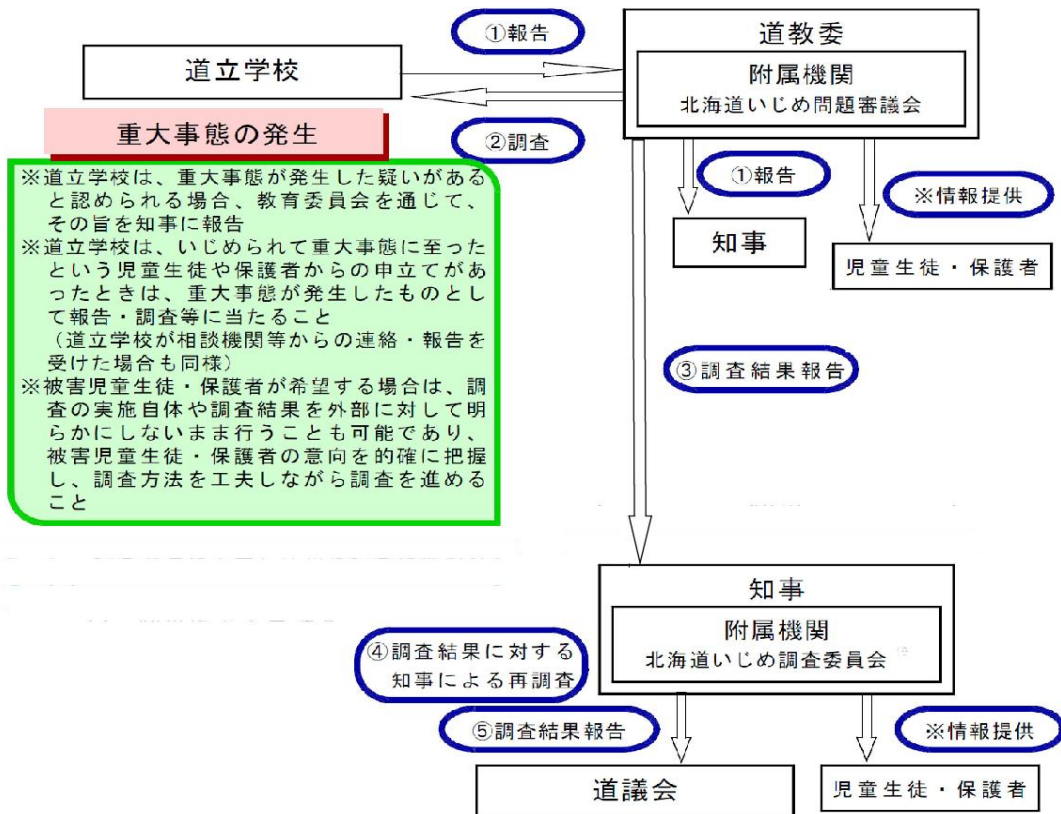 ①報告
道教委
道立学校
附属機関
北海道いじめ問題審議会
重大事態の発生
②調査
※道立学校は、重大事態が発生した疑いがある
と認められる場合、教育委員会を通じて、
その旨を知事に報告
※道立学校は、いじめられて重大事態に至った
という児童生徒や保護者からの申立てがあ
ったときは、重大事態が発生したものとし
て報告・調査等に当たること
（道立学校が相談機関等からの連絡・報告を
受けた場合も同様）
※被害児童生徒・保護者が希望する場合は、調
査の実施自体や調査結果を外部に対して明
らかにしないまま行うことも可能であり、
被害児童生徒・保護者の意向を的確に把握
し、調査方法を工夫しながら調査を進める
こと
①報告
※情報提供
知事
児童生徒・保護者
③調査結果報告
知事
附属機関
北海道いじめ調査委員会
④調査結果に対する
知事による再調査
⑤調査結果報告
※情報提供
道議会
児童生徒・保護者